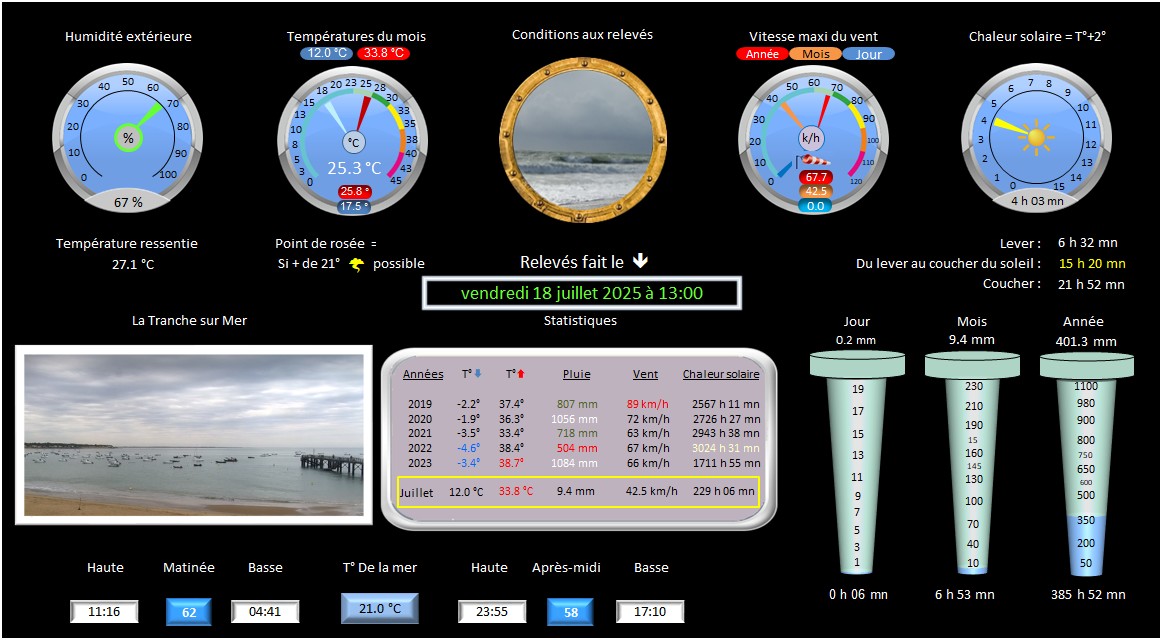 Humidité extérieure
Températures du mois
Conditions aux relevés
Vitesse maxi du vent
Chaleur solaire = T°+2°
12.0 °C 33.8 °C
Année Mois Jour
0 10 20 30 40 50 60 70 80 90 100
%
67 %
0 3 5 8 10 13 15 18 20 23 25 28 30 33 35 38 40 43 45
°C
25.3 °C
25.8 °
17.5 °
0 10 20 30 40 50 60 70 80 90 100 110 120
k/h
67.7
42.5
0.0
0 1 2 3 4 5 6 7 8 9 10 11 12 13 14 15
4 h 03 mn
Température ressentie
27.1 °C
Point de rosée =
Si + de 21° possible
Relevés fait le
vendredi 18 juillet 2025 à 13:00
Lever : 6 h 32 mn
Du lever au coucher du soleil : 15 h 20 mn
Coucher : 21 h 52 mn
La Tranche sur Mer
Statistiques
Années T° T° Pluie Vent Chaleur solaire
2019 -2.2° 37.4° 807 mm 89 km/h 2567 h 11 mn
2020 -1.9° 36.3° 1056 mm 72 km/h 2726 h 27 mn
2021 -3.5° 33.4° 718 mm 63 km/h 2943 h 38 mn
2022 -4.6° 38.4° 504 mm 67 km/h 3024 h 31 mn
2023 -3.4° 38.7° 1084 mm 66 km/h 1711 h 55 mn
Juillet 12.0 °C 33.8 °C 9.4 mm 42.5 km/h 229 h 06 mn
Jour Mois Année
0.2 mm 9.4 mm 401.3 mm
19 17 15 13 11 9 7 5 3 1
230 210 190 15 160 145 130 100 70 40 10
1100 980 900 800 750 650 600 500 350 200 50
0 h 06 mn 6 h 53 mn 385 h 52 mn
Haute Matinée Basse T° De la mer Haute Après-midi Basse
11:16 62 04:41 21.0 °C 23:55 58 17:10